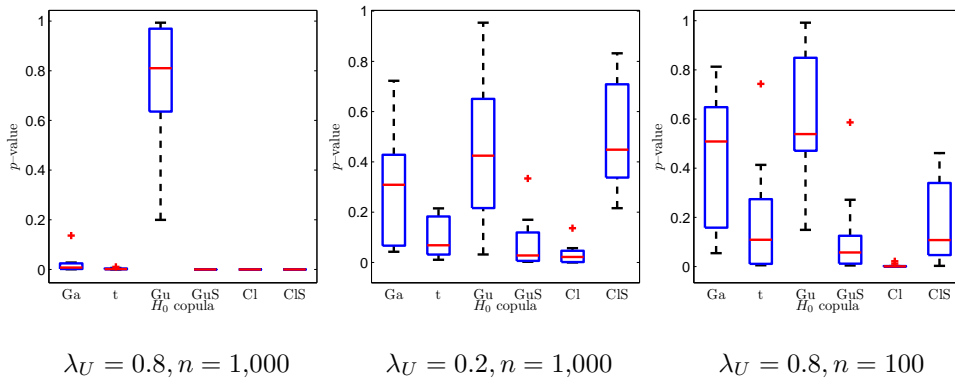 1
0.8
0.6
0.4
0.2
0
p–value
Ga t Gu GuS Cl ClS
H₀ copula
λ_U = 0.8, n = 1,000
1
0.8
0.6
0.4
0.2
0
p–value
Ga t Gu GuS Cl ClS
H₀ copula
λ_U = 0.2, n = 1,000
1
0.8
0.6
0.4
0.2
0
p–value
Ga t Gu GuS Cl ClS
H₀ copula
λ_U = 0.8, n = 100